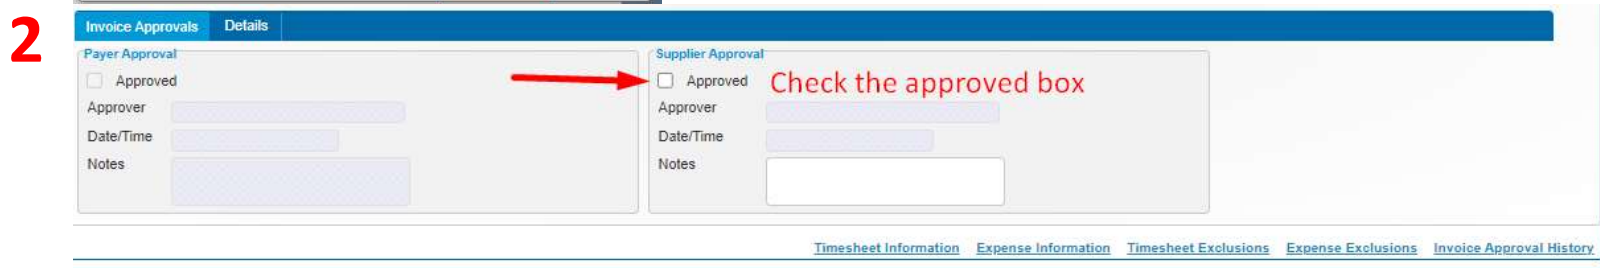 2
Invoice Approvals Details
Payer Approval
Approved
Approver
Date/Time
Notes
Supplier Approval
Approved Check the approved box
Approver
Date/Time
Notes
Timesheet Information Expense Information Timesheet Exclusions Expense Exclusions Invoice Approval History